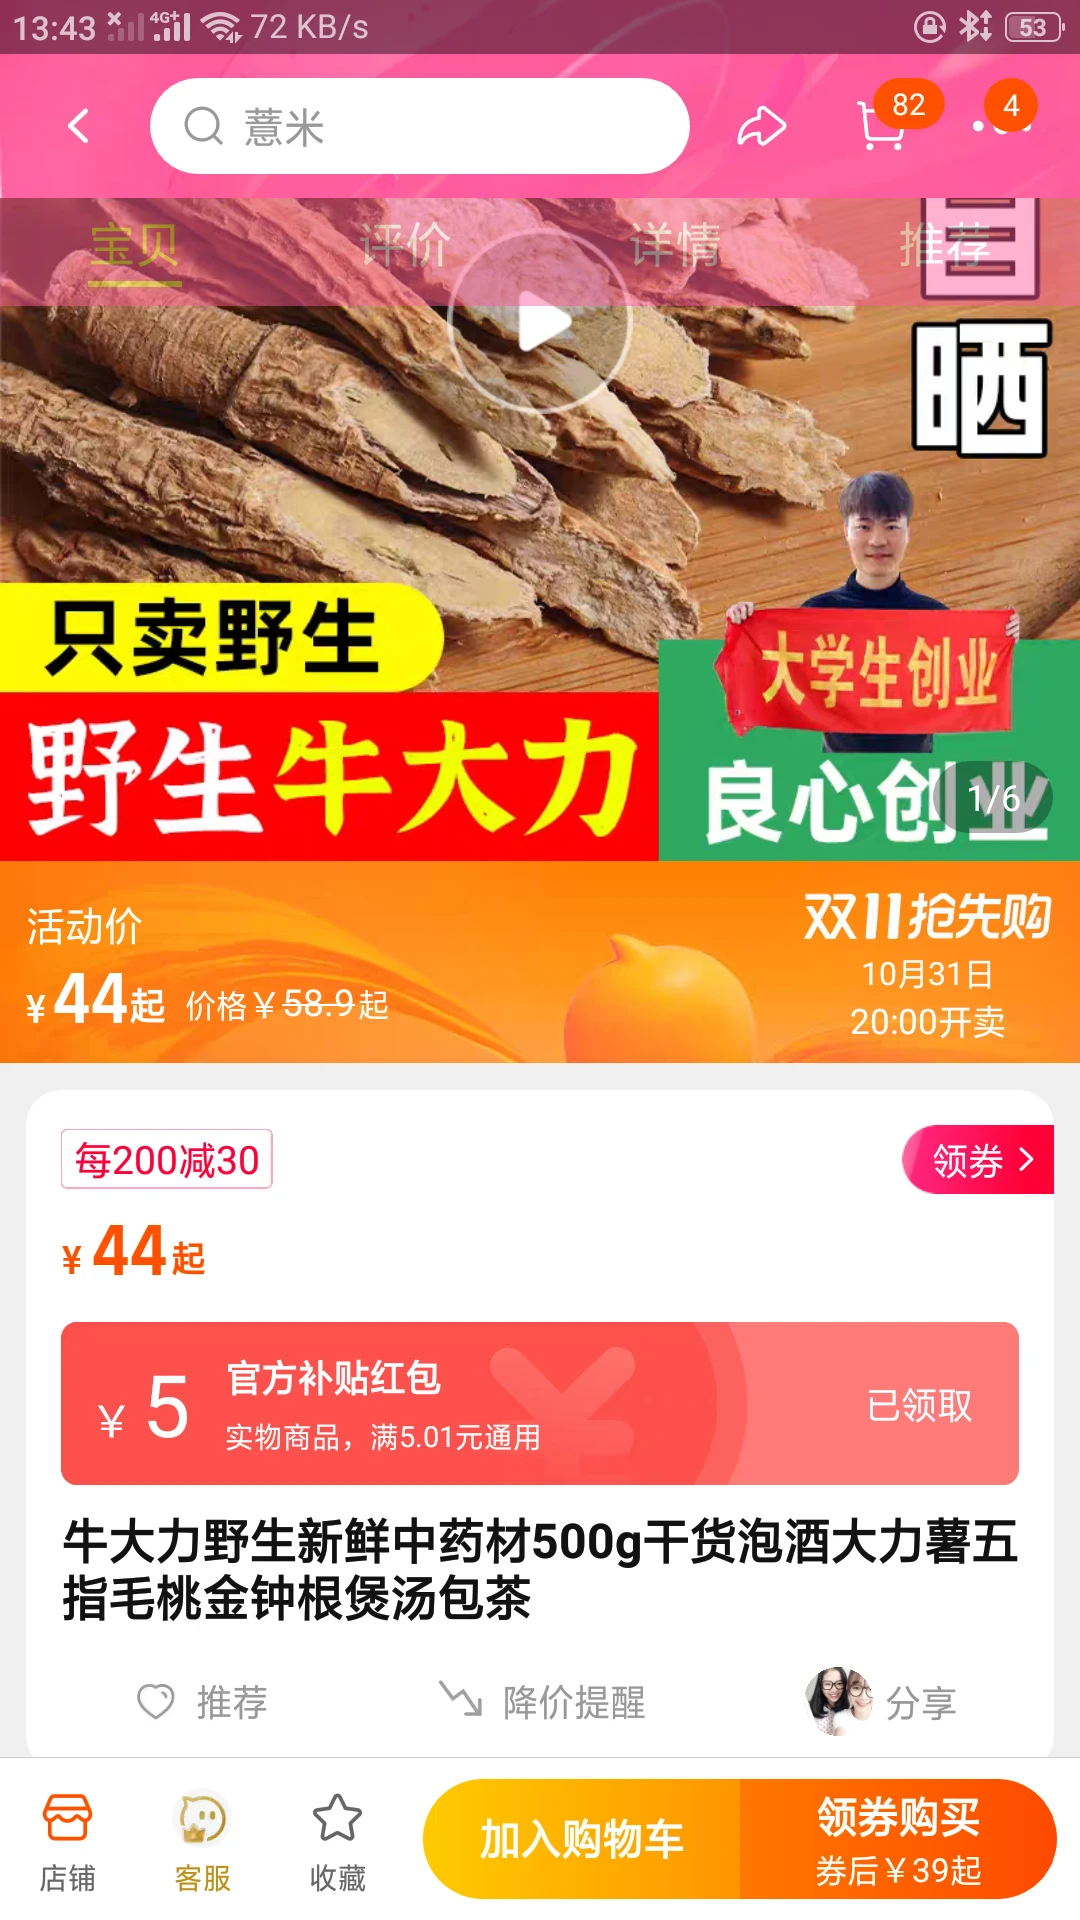 13:43 4G+ 72 KB/s 53
薏米 82 4
宝贝 评价 详情 推荐
晒
只卖野生
大学生创业
野生牛大力
良心创业
1/6
活动价
双11抢先购
10月31日
¥44起 价格¥58.9起
20:00开卖
每200减30
领券
¥44起
¥5
官方补贴红包
已领取
实物商品，满5.01元通用
牛大力野生新鲜中药材500g干货泡酒大力薯五
指毛桃金钟根煲汤包茶
推荐 降价提醒 分享
店铺 客服 收藏
加入购物车
领券购买
券后¥39起